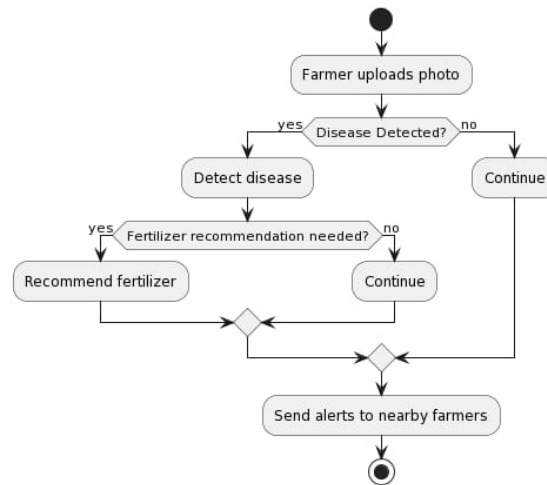 Farmer uploads photo
yes
Disease Detected?
no
Detect disease
Continue
yes
Fertilizer recommendation needed?
no
Recommend fertilizer
Continue
Send alerts to nearby farmers